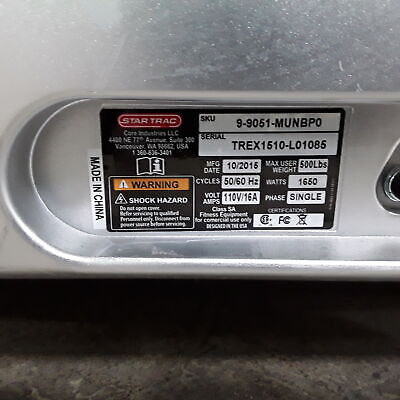 STAR TRAC
Core Industries LLC
4400 NE 77th Avenue, Suite 300
Vancouver, WA 98662, USA
1 360-836-3401
SKU
9-9051-MUNBP0
SERIAL
TREX1510-L01085
MFG DATE 10/2015 MAX USER WEIGHT 500Lbs
CYCLES 50/60 Hz WATTS 1650
VOLT AMPS 110V/16A PHASE SINGLE
WARNING
SHOCK HAZARD
Do not open cover.
Refer servicing to qualified
Personnel only. Disconnect from
power source before servicing.
Class SA
Fitness Equipment
for commercial use only
DESIGNED IN USA
CERTIFICATIONS
FC
MADE IN CHINA